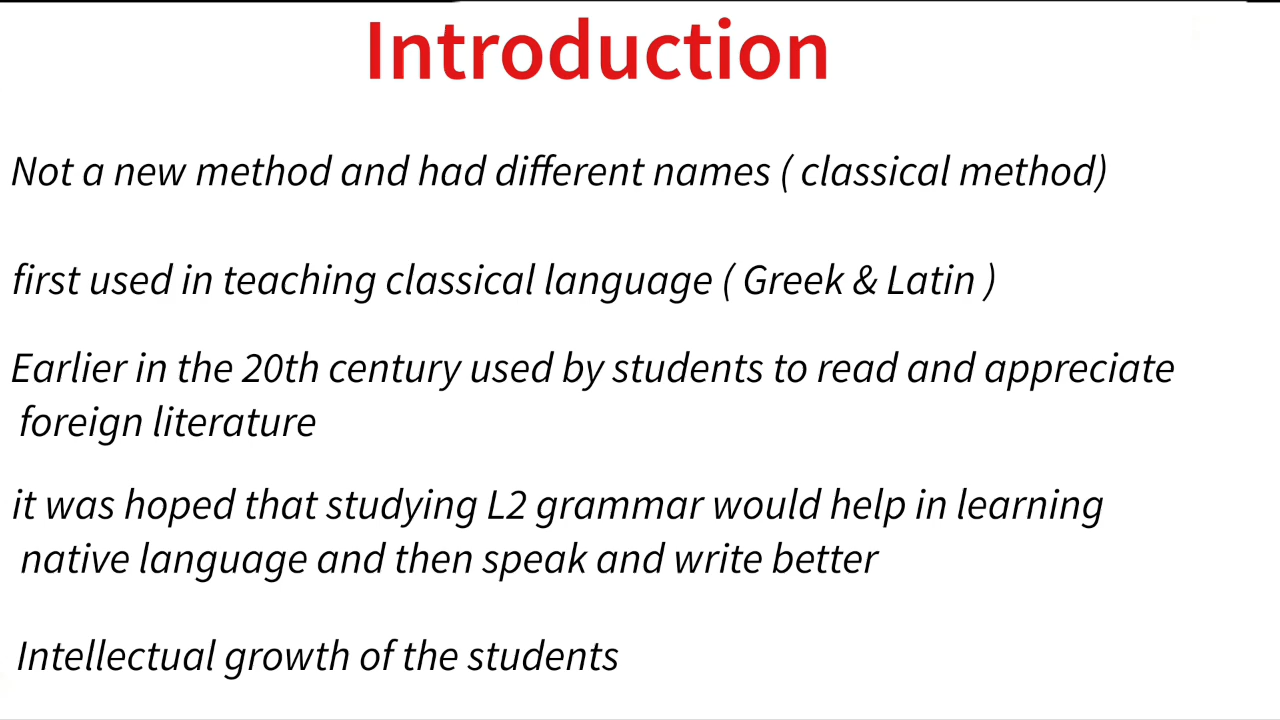 Introduction
Not a new method and had different names ( classical method)
first used in teaching classical language ( Greek & Latin )
Earlier in the 20th century used by students to read and appreciate
foreign literature
it was hoped that studying L2 grammar would help in learning
native language and then speak and write better
Intellectual growth of the students